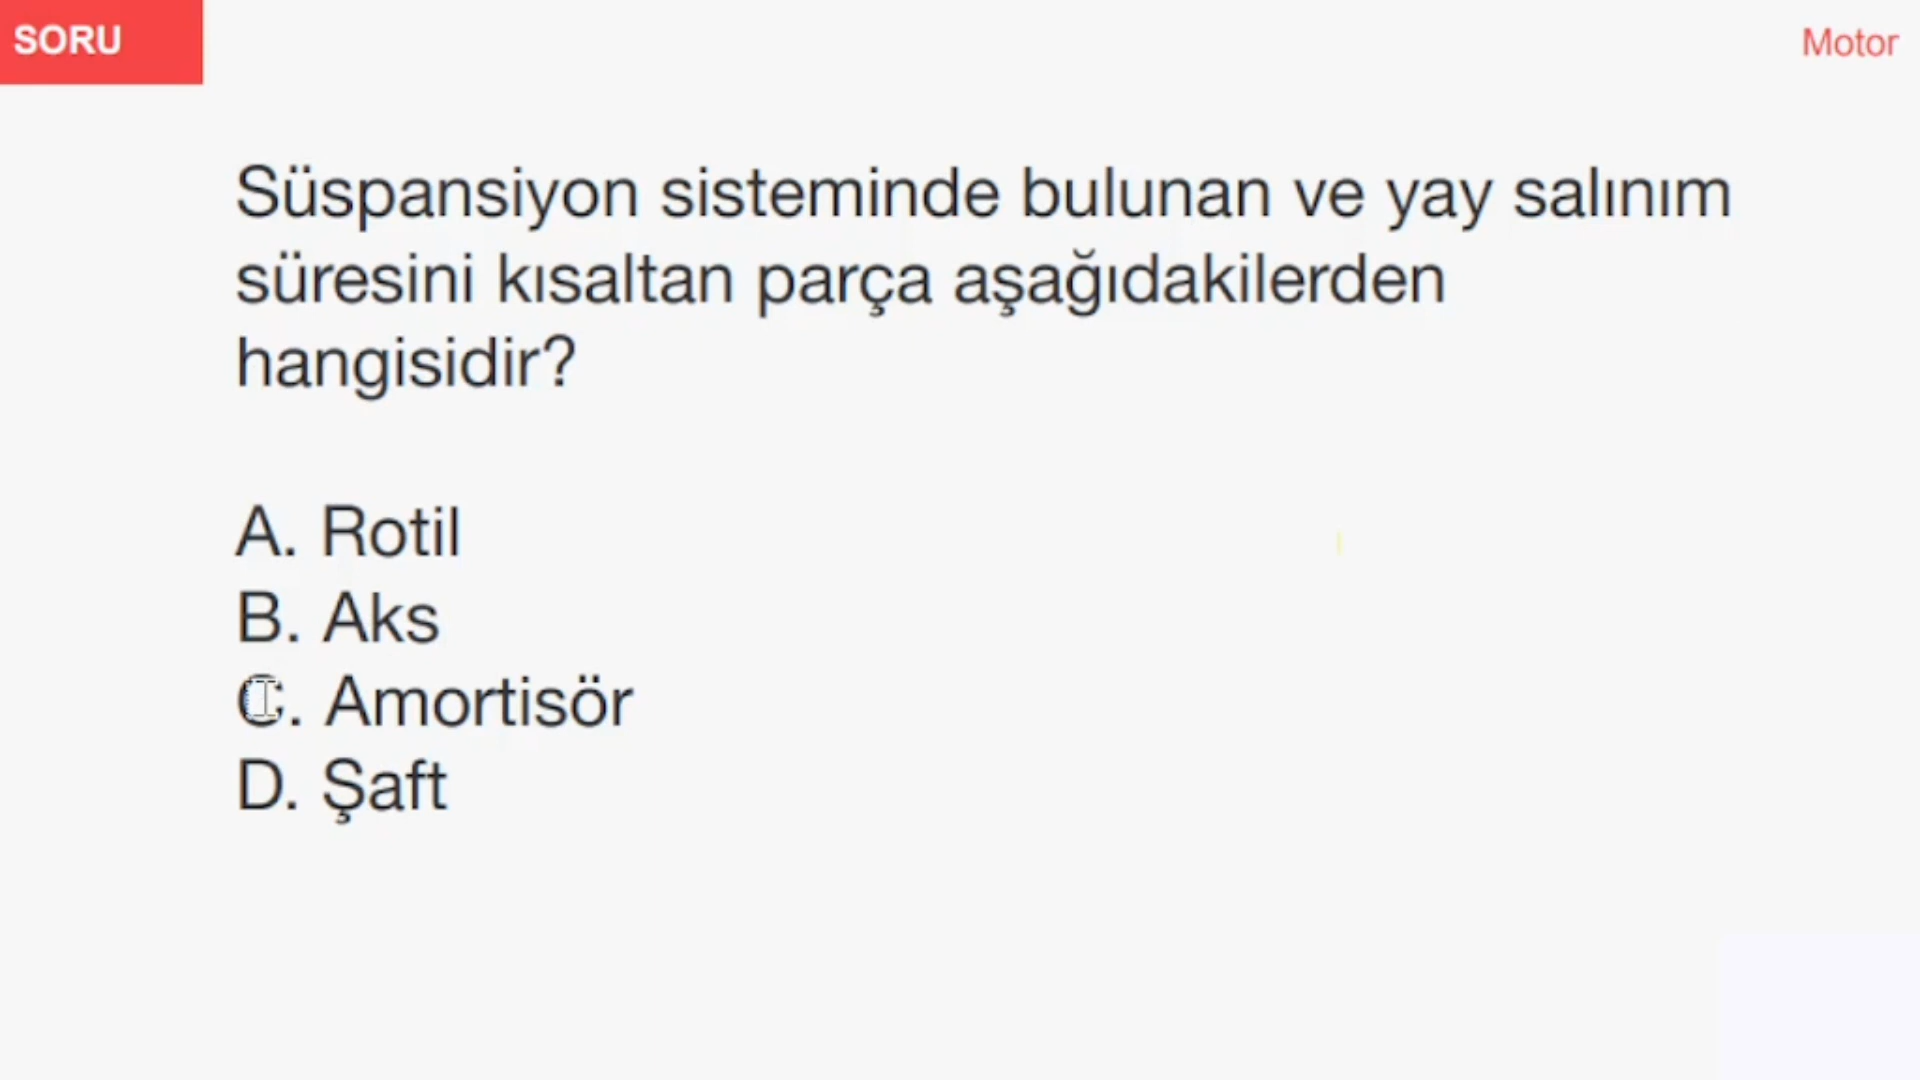 SORU
Motor
Süspansiyon sisteminde bulunan ve yay salınım
süresini kısaltan parça aşağıdakilerden
hangisidir?
A. Rotil
B. Aks
C. Amortisör
D. Şaft